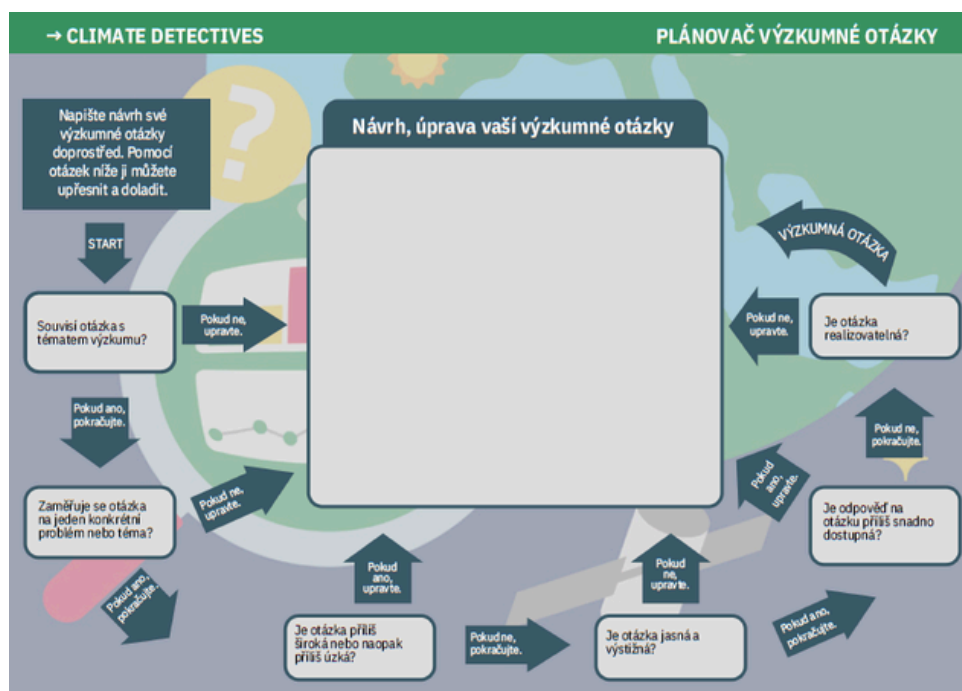 → CLIMATE DETECTIVES
PLÁNOVAČ VÝZKUMNÉ OTÁZKY
Napište návrh své
výzkumné otázky
doprostřed. Pomocí
otázek níže ji můžete
upřesnit a doladit.
Návrh, úprava vaší výzkumné otázky
START
Souvisí otázka s
tématem výzkumu?
Pokud ne,
upravte.
Pokud ano,
pokračujte.
Zaměřuje se otázka
na jeden konkrétní
problém nebo téma?
Pokud ne,
upravte.
Pokud ano,
pokračujte.
Je otázka příliš
široká nebo naopak
příliš úzká?
Pokud
ano,
upravte.
Pokud ne,
pokračujte.
Je otázka jasná a
výstižná?
Pokud
ne,
upravte.
Pokud ano,
pokračujte.
Je odpověď na
otázku příliš snadno
dostupná?
Pokud
ano,
upravte.
Pokud ne,
pokračujte.
Je otázka
realizovatelná?
Pokud ne,
upravte.
VÝZKUMNÁ OTÁZKA